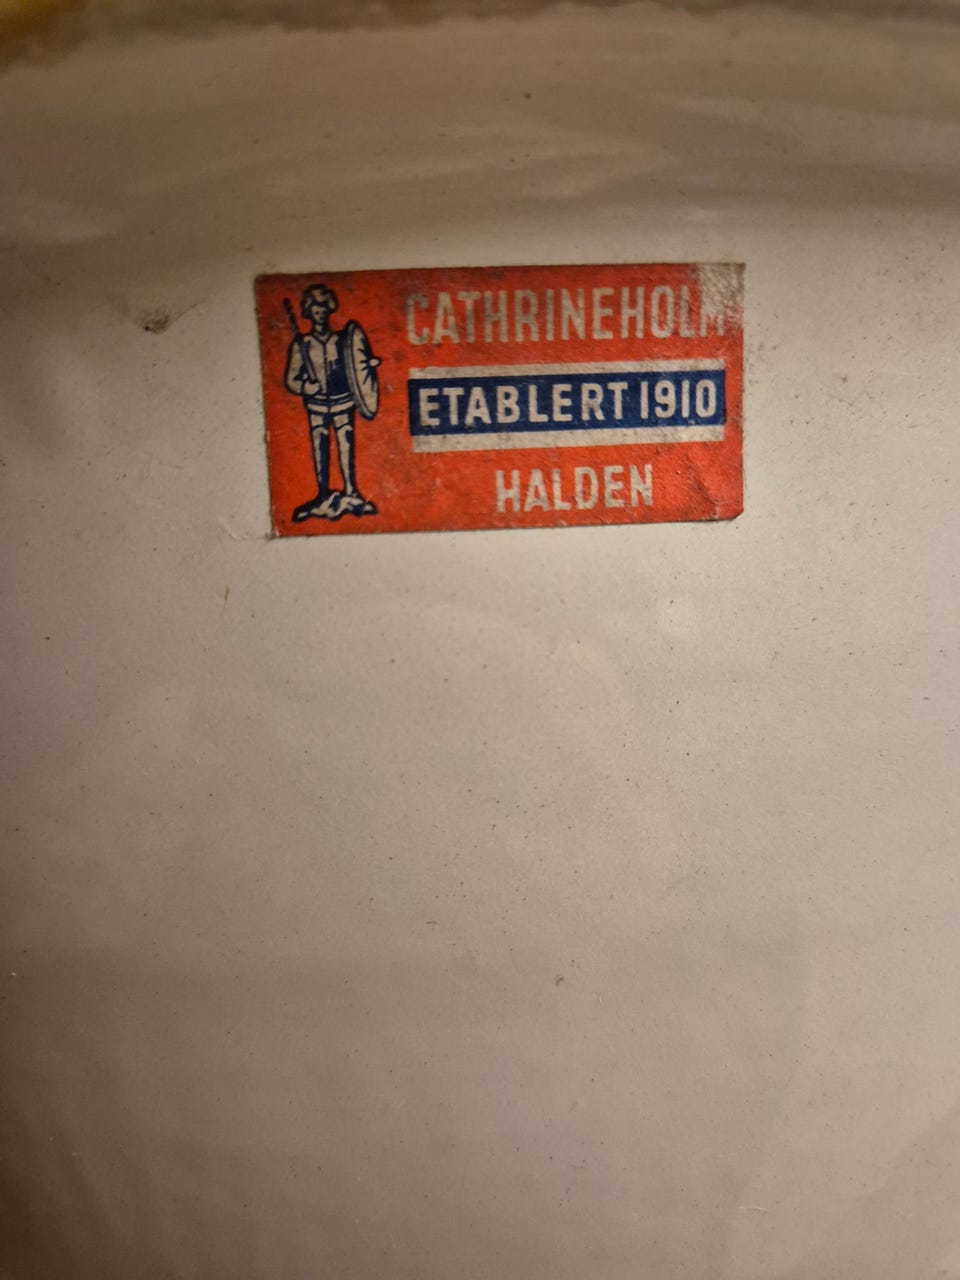 CATHRINEHOLM
ETABLERT 1910
HALDEN